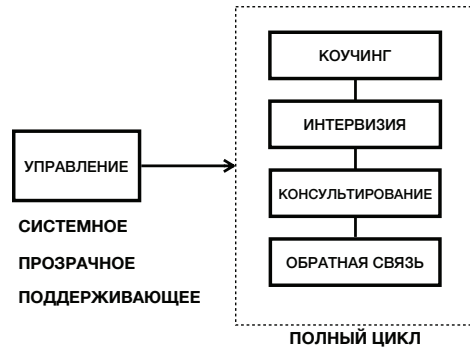 УПРАВЛЕНИЕ
СИСТЕМНОЕ
ПРОЗРАЧНОЕ
ПОДДЕРЖИВАЮЩЕЕ
КОУЧИНГ
ИНТЕРВИЗИЯ
КОНСУЛЬТИРОВАНИЕ
ОБРАТНАЯ СВЯЗЬ
ПОЛНЫЙ ЦИКЛ